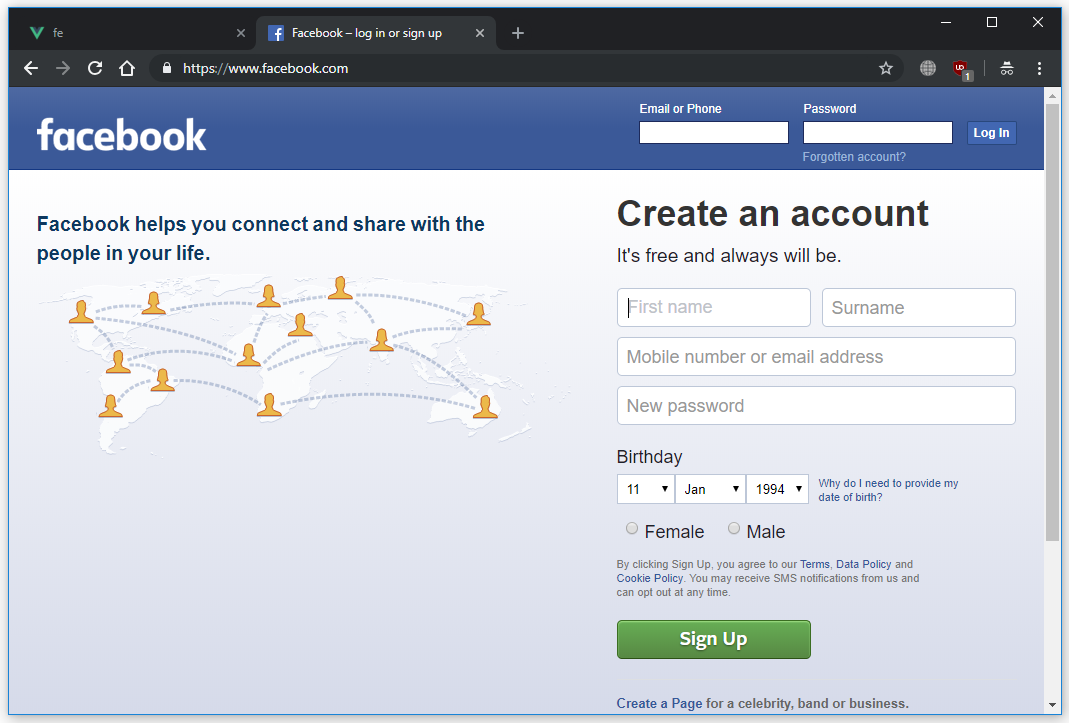 fe
Facebook – log in or sign up
https://www.facebook.com
UD
1
facebook
Email or Phone
Password
Log In
Forgotten account?
Facebook helps you connect and share with the
people in your life.
Create an account
It's free and always will be.
First name
Surname
Mobile number or email address
New password
Birthday
11
Jan
1994
Why do I need to provide my
date of birth?
Female
Male
By clicking Sign Up, you agree to our Terms, Data Policy and
Cookie Policy. You may receive SMS notifications from us and
can opt out at any time.
Sign Up
Create a Page for a celebrity, band or business.